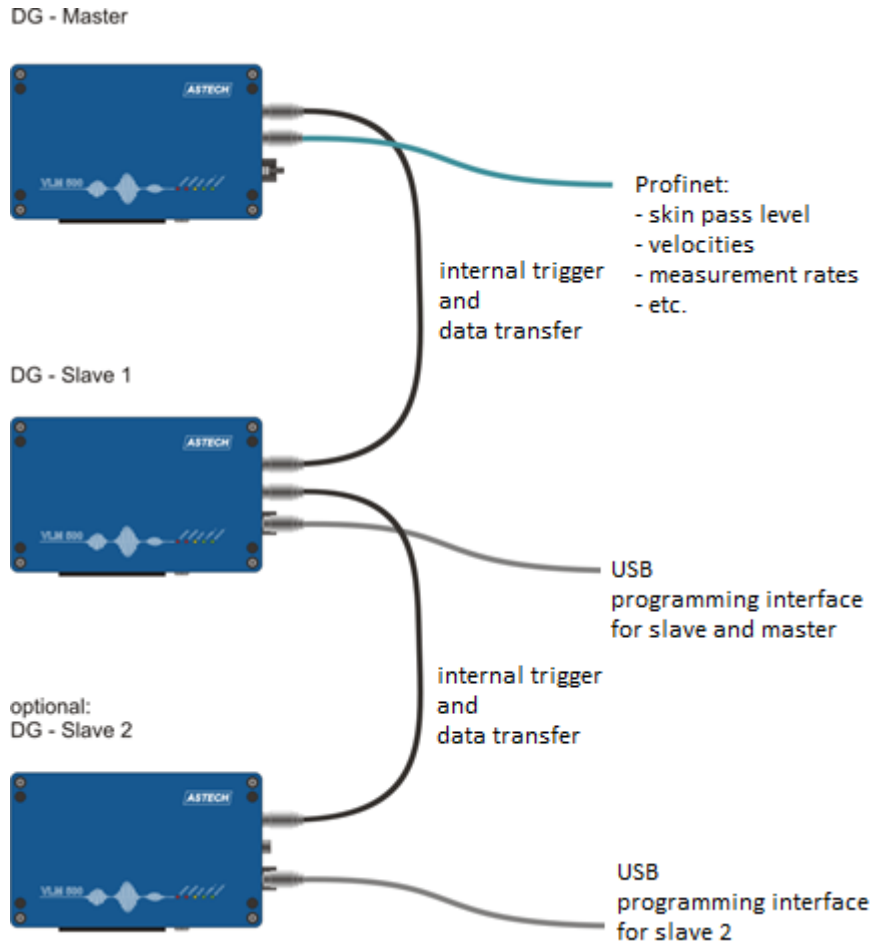 DG - Master
ASTECH
VLM 500
Profinet:
- skin pass level
- velocities
- measurement rates
- etc.
internal trigger
and
data transfer
DG - Slave 1
ASTECH
VLM 500
USB
programming interface
for slave and master
internal trigger
and
data transfer
optional:
DG - Slave 2
ASTECH
VLM 500
USB
programming interface
for slave 2